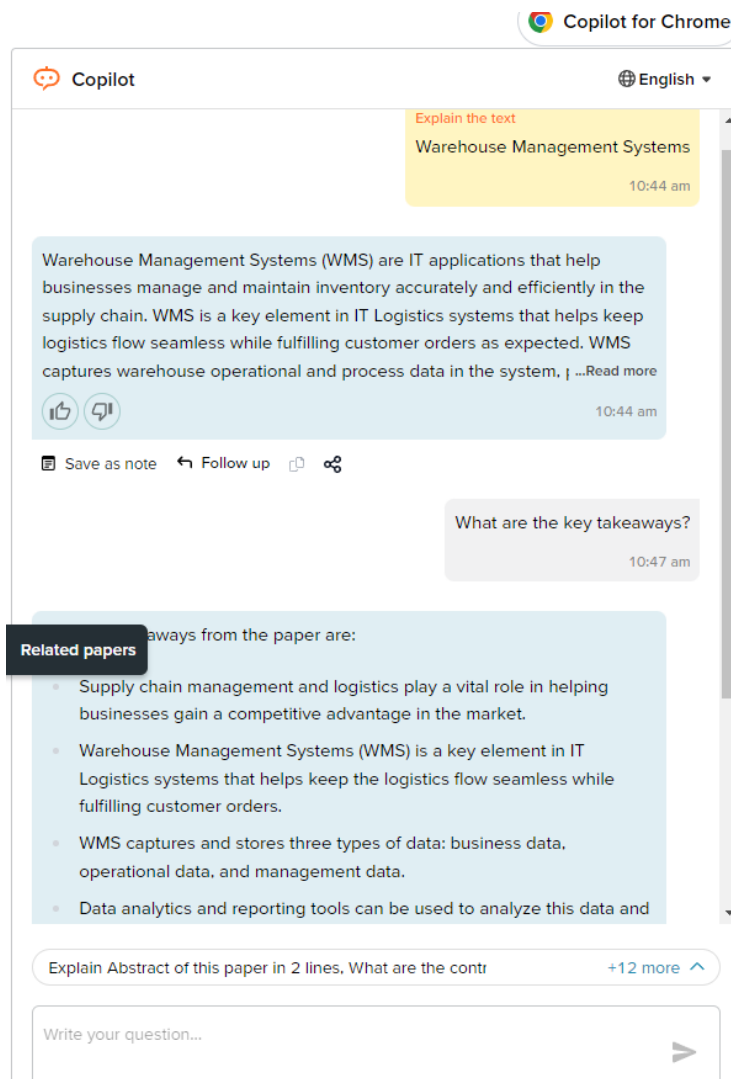 Copilot for Chrome
Copilot
English
Explain the text
Warehouse Management Systems
10:44 am
Warehouse Management Systems (WMS) are IT applications that help
businesses manage and maintain inventory accurately and efficiently in the
supply chain. WMS is a key element in IT Logistics systems that helps keep
logistics flow seamless while fulfilling customer orders as expected. WMS
captures warehouse operational and process data in the system, ...Read more
10:44 am
Save as note Follow up
What are the key takeaways?
10:47 am
from the paper are:
Related papers
Supply chain management and logistics play a vital role in helping
businesses gain a competitive advantage in the market.
Warehouse Management Systems (WMS) is a key element in IT
Logistics systems that helps keep the logistics flow seamless while
fulfilling customer orders.
WMS captures and stores three types of data: business data,
operational data, and management data.
Data analytics and reporting tools can be used to analyze this data and
Explain Abstract of this paper in 2 lines, What are the +12 more
Write your question...